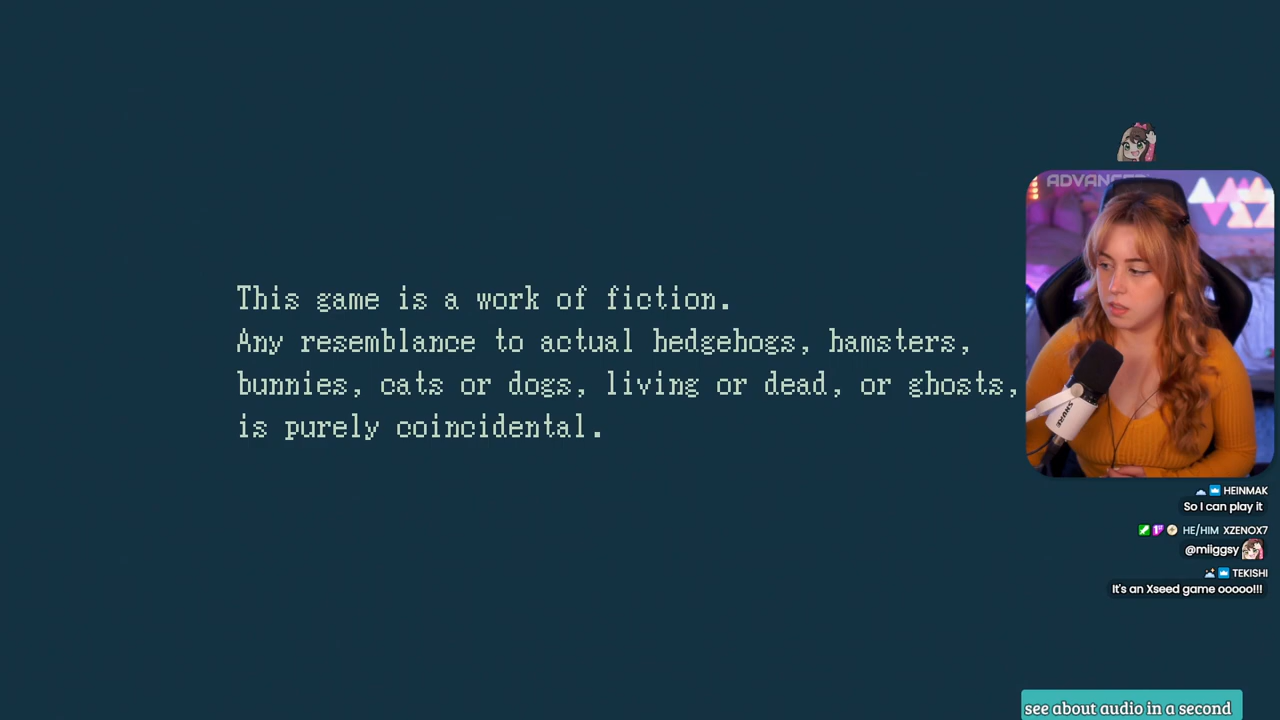 This game is a work of fiction.
Any resemblance to actual hedgehogs, hamsters,
bunnies, cats or dogs, living or dead, or ghosts,
is purely coincidental.
HEINMAK
So I can play it
HE/HIM XZENOX7
@miiggsy
TEKISHI
It's an Xseed game ooooo!!!
see about audio in a second
SHURE